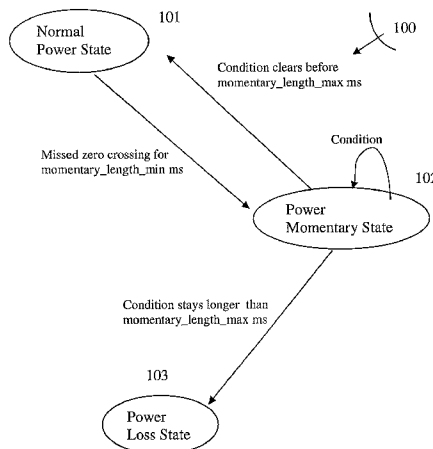 101
Normal
Power State
100
Condition clears before
momentary_length_max ms
Condition
Missed zero crossing for
momentary_length_min ms
102
Power
Momentary State
Condition stays longer than
momentary_length_max ms
103
Power
Loss State